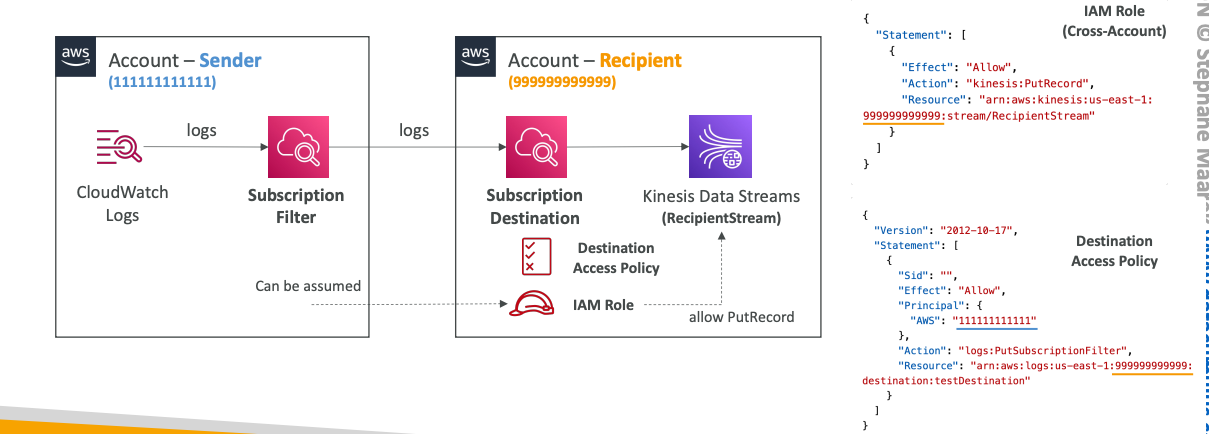 aws
Account – Sender
(111111111111)
logs
CloudWatch
Logs
Subscription
Filter
Can be assumed
logs
aws
Account – Recipient
(999999999999)
Subscription
Destination
Kinesis Data Streams
(RecipientStream)
Destination
Access Policy
IAM Role
allow PutRecord
IAM Role
(Cross-Account)
{
"Statement": [
{
"Effect": "Allow",
"Action": "kinesis:PutRecord",
"Resource": "arn:aws:kinesis:us-east-1:
999999999999:stream/RecipientStream"
}
]
}
Destination
Access Policy
{
"Version": "2012-10-17",
"Statement": [
{
"Sid": "",
"Effect": "Allow",
"Principal": {
"AWS": "111111111111"
},
"Action": "logs:PutSubscriptionFilter",
"Resource": "arn:aws:logs:us-east-1:999999999999:
destination:testDestination"
}
]
}
N © Stephane Maar